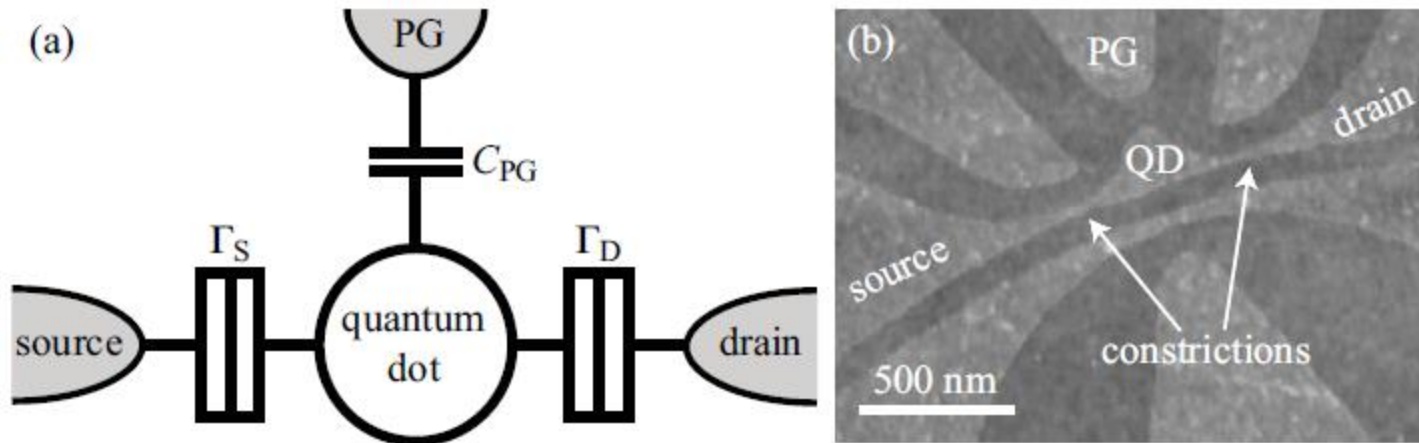 (a)
PG
C_PG
Γ_S
Γ_D
source
quantum
dot
drain
(b)
PG
drain
QD
source
constrictions
500 nm